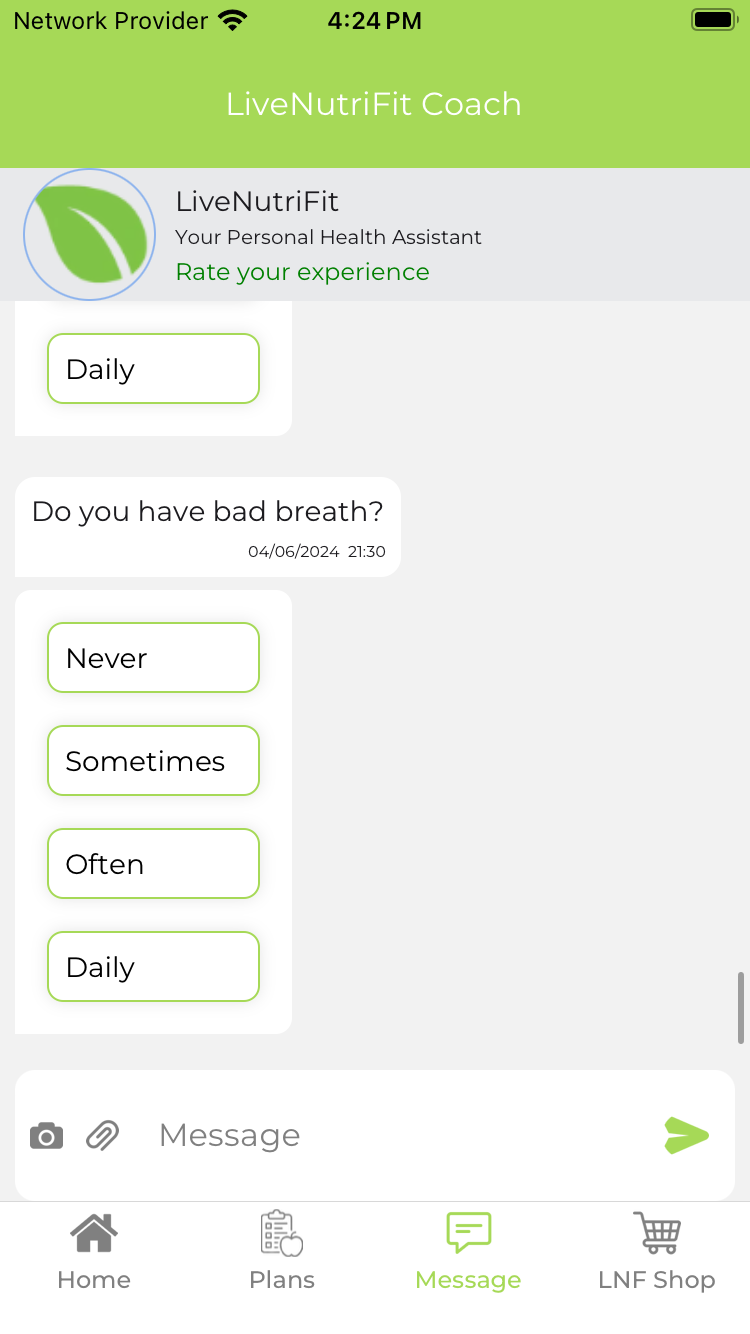 Network Provider 4:24 PM
LiveNutriFit Coach
LiveNutriFit
Your Personal Health Assistant
Rate your experience
Daily
Do you have bad breath?
04/06/2024 21:30
Never
Sometimes
Often
Daily
Message
Home Plans Message LNF Shop